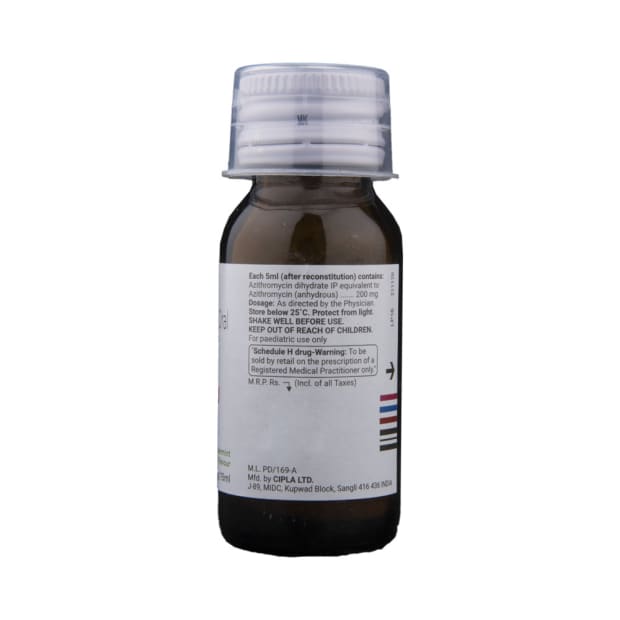 MK
Each 5ml (after reconstitution) contains:
Azithromycin dihydrate IP equivalent to
Azithromycin (anhydrous) ....... 200 mg
Dosage: As directed by the Physician.
Store below 25°C. Protect from light.
SHAKE WELL BEFORE USE.
KEEP OUT OF REACH OF CHILDREN.
For paediatric use only
"Schedule H drug-Warning: To be
sold by retail on the prescription of a
Registered Medical Practitioner only."
M.R.P. Rs. (Incl. of all Taxes)
M.L. PD/169-A
Mfd. by CIPLA LTD.
J-89, MIDC, Kupwad Block, Sangli 416 436 INDIA